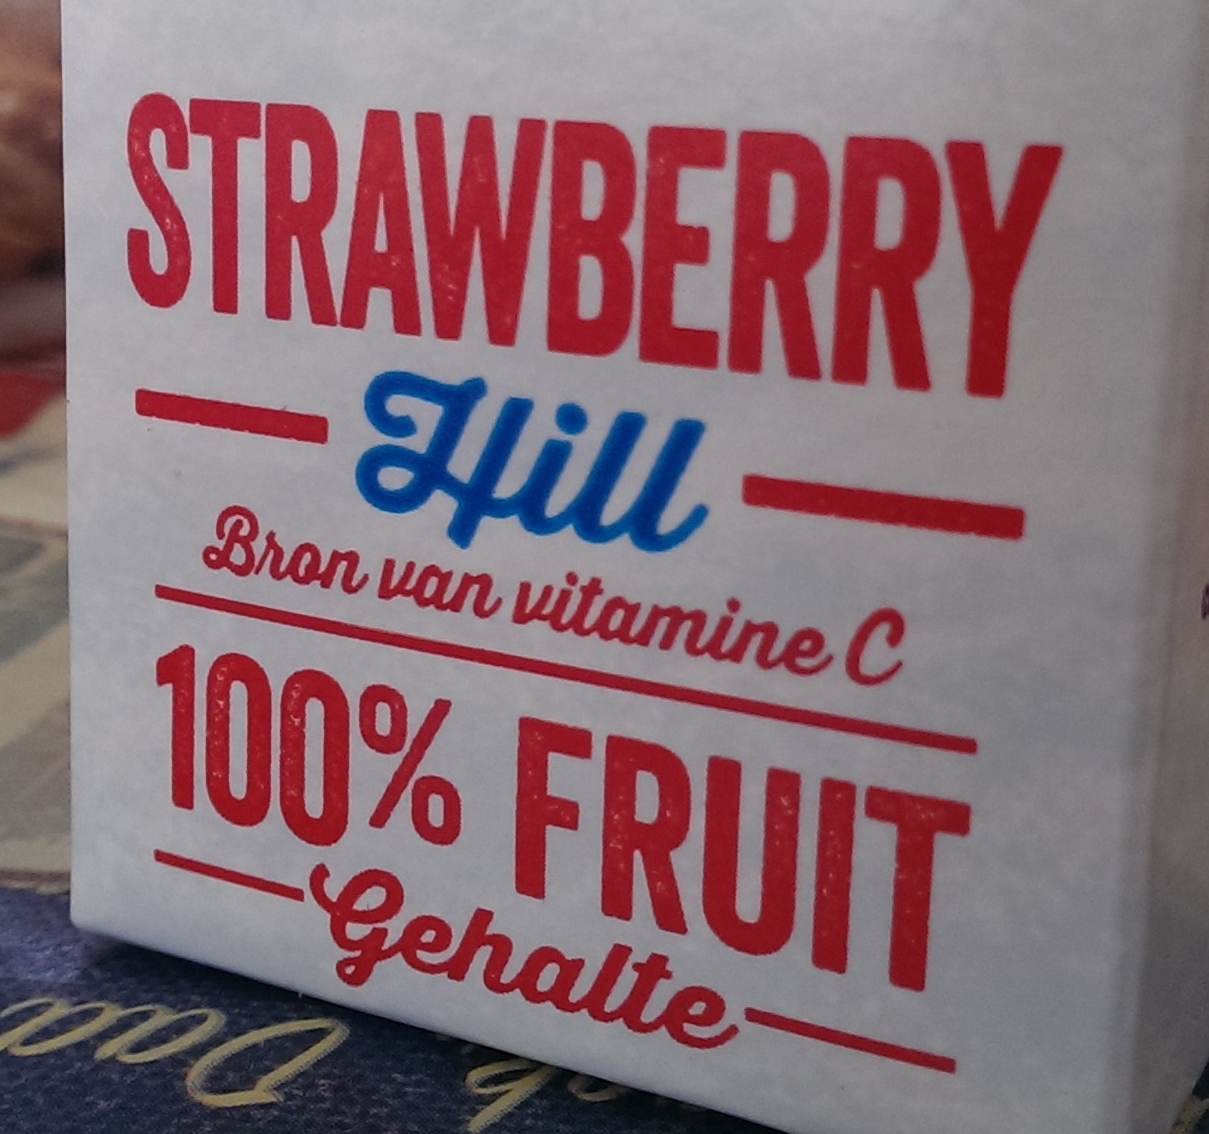 STRAWBERRY
Hill
Bron van vitamine C
100% FRUIT
Gehalte